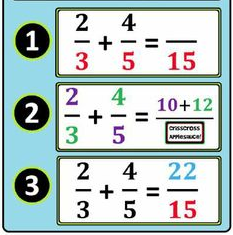 1
2/3 + 4/5 = /15
2
2/3 + 4/5 = 10+12/
CrissCross
Applesauce!
3
2/3 + 4/5 = 22/15